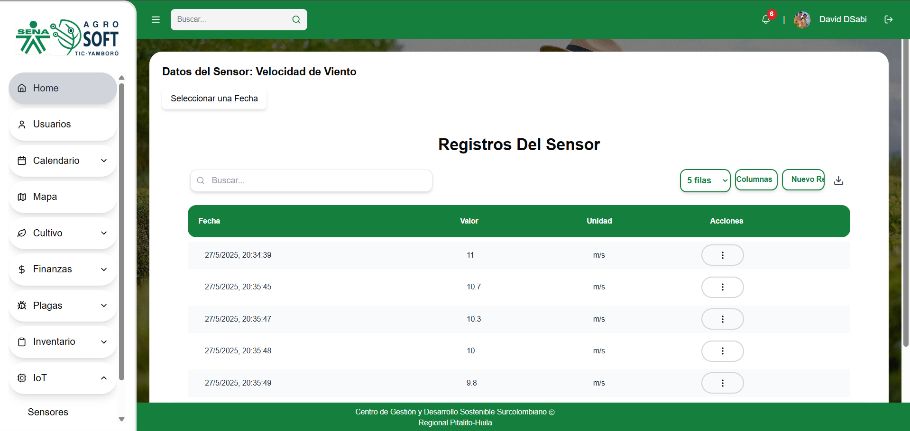 SENA
AGRO
SOFT
TIC-YAMBORÓ
Buscar...
6
David DSabi
Home
Usuarios
Calendario
Mapa
Cultivo
Finanzas
Plagas
Inventario
IoT
Sensores
Datos del Sensor: Velocidad de Viento
Seleccionar una Fecha
Registros Del Sensor
Buscar...
5 filas
Columnas
Nuevo Re
Fecha Valor Unidad Acciones
27/5/2025, 20:34:39 11 m/s
27/5/2025, 20:35:45 10.7 m/s
27/5/2025, 20:35:47 10.3 m/s
27/5/2025, 20:35:48 10 m/s
27/5/2025, 20:35:49 9.8 m/s
Centro de Gestión y Desarrollo Sostenible Surcolombiano ©
Regional Pitalito-Huila